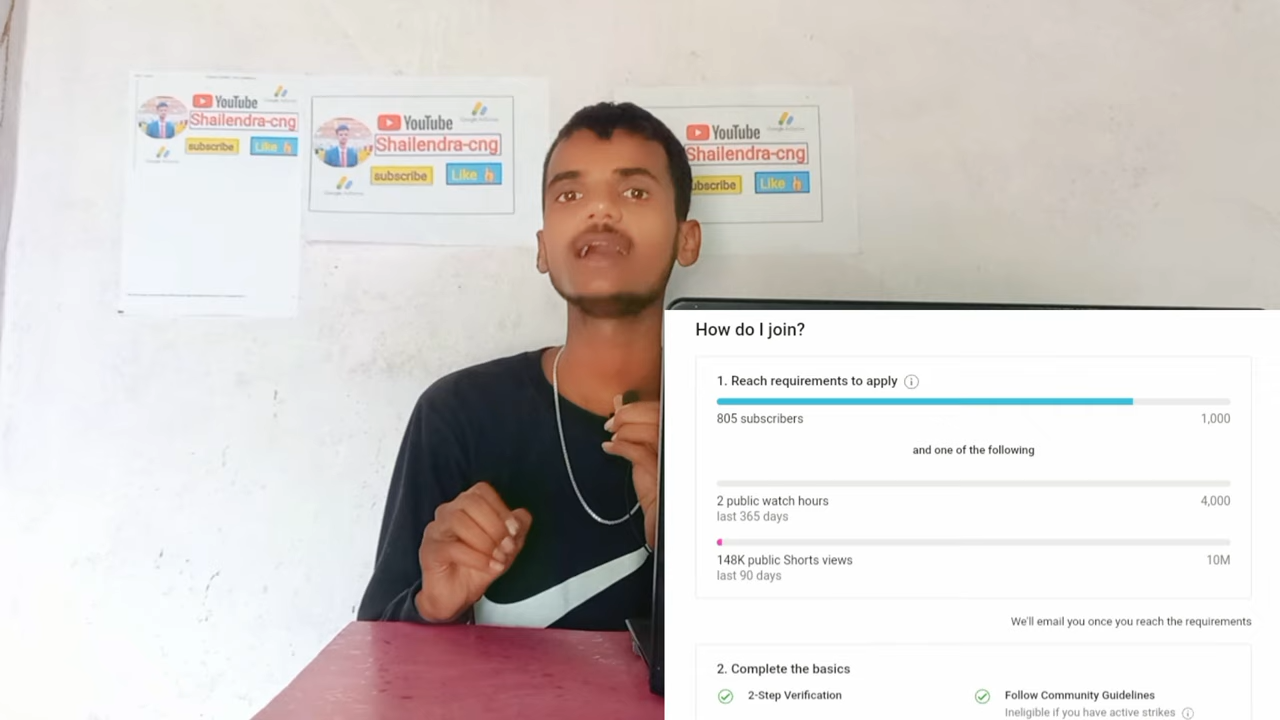 YouTube
Shailendra-cng
subscribe
Like
YouTube
Google AdSense
Shailendra-cng
subscribe
Like
YouTube
Shailendra-cng
ubscribe
Like
How do I join?
1. Reach requirements to apply
805 subscribers
1,000
and one of the following
2 public watch hours
4,000
last 365 days
148K public Shorts views
10M
last 90 days
We'll email you once you reach the requirements
2. Complete the basics
2-Step Verification
Follow Community Guidelines
Ineligible if you have active strikes